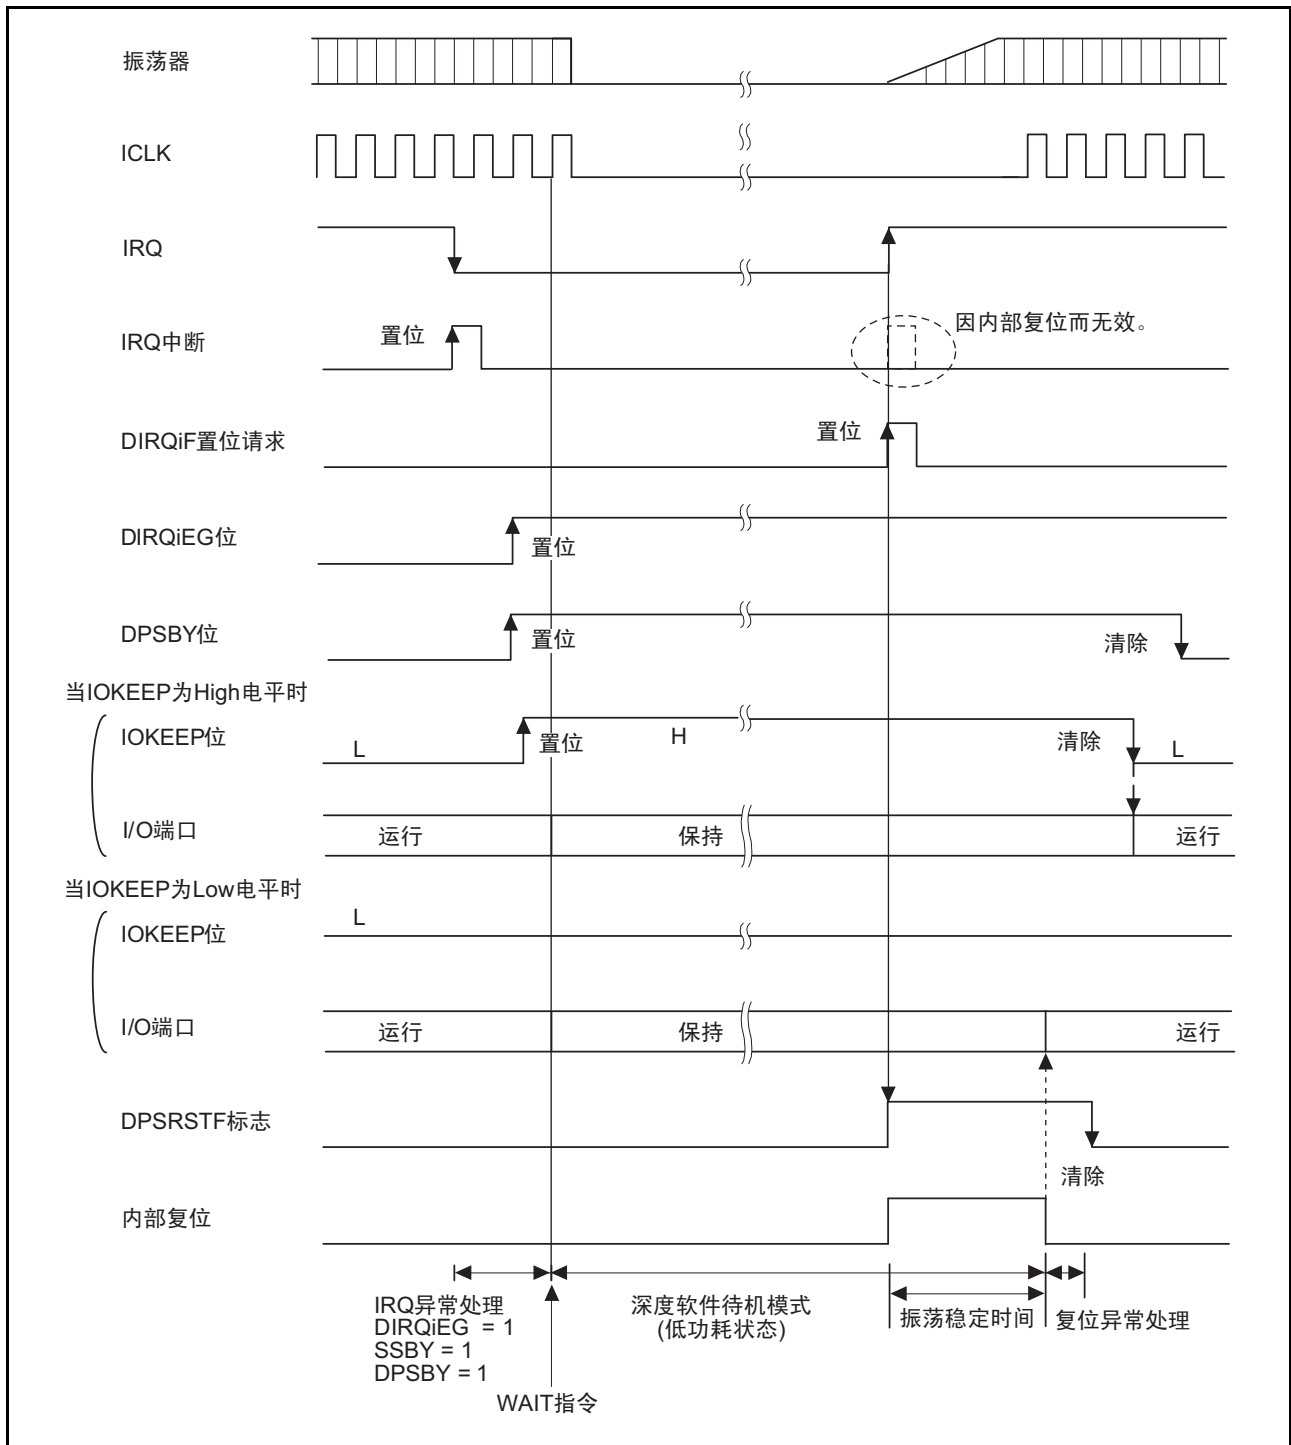 振荡器
ICLK
IRQ
IRQ中断
置位
因内部复位而无效。
DIRQiF置位请求
置位
DIRQiEG位
置位
DPSBY位
置位
清除
当IOKEEP为High电平时
IOKEEP位
L
置位
H
清除
L
I/O端口
运行
保持
运行
当IOKEEP为Low电平时
IOKEEP位
L
I/O端口
运行
保持
运行
DPSRSTF标志
清除
内部复位
IRQ异常处理
DIRQiEG = 1
SSBY = 1
DPSBY = 1
深度软件待机模式
(低功耗状态)
振荡稳定时间
复位异常处理
WAIT指令